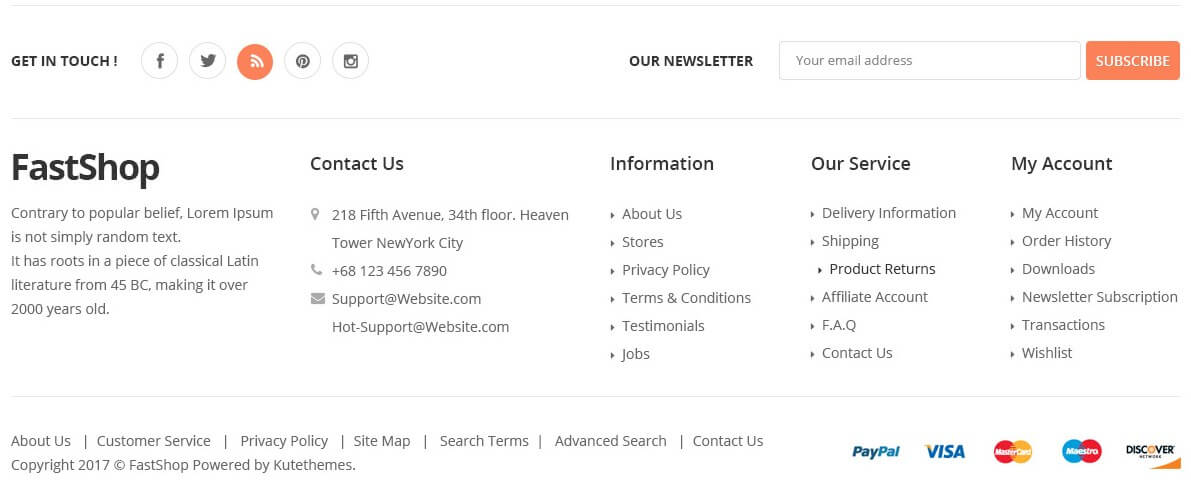 GET IN TOUCH !
OUR NEWSLETTER
Your email address
SUBSCRIBE
FastShop
Contrary to popular belief, Lorem Ipsum
is not simply random text.
It has roots in a piece of classical Latin
literature from 45 BC, making it over
2000 years old.
Contact Us
218 Fifth Avenue, 34th floor. Heaven
Tower NewYork City
+68 123 456 7890
Support@Website.com
Hot-Support@Website.com
Information
About Us
Stores
Privacy Policy
Terms & Conditions
Testimonials
Jobs
Our Service
Delivery Information
Shipping
Product Returns
Affiliate Account
F.A.Q
Contact Us
My Account
My Account
Order History
Downloads
Newsletter Subscription
Transactions
Wishlist
About Us | Customer Service | Privacy Policy | Site Map | Search Terms | Advanced Search | Contact Us
Copyright 2017 © FastShop Powered by Kutethemes.
PayPal
VISA
MasterCard
Maestro
DISCOVER
NETWORK